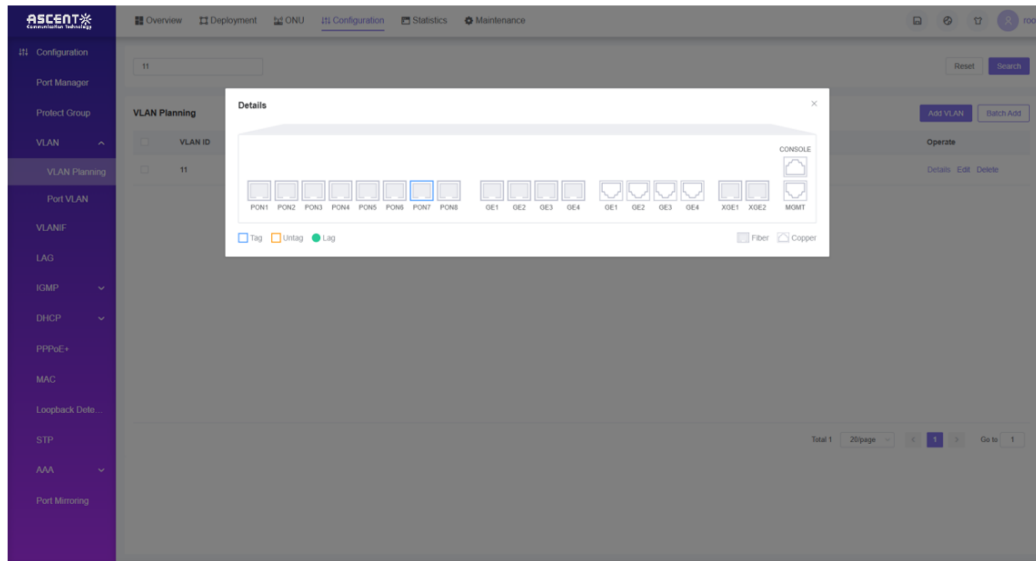 ASCENT
Communication Technology
Overview Deployment ONU Configuration Statistics Maintenance
roo
Configuration
Port Manager
Protect Group
VLAN
VLAN Planning
Port VLAN
VLANIF
LAG
IGMP
DHCP
PPPoE+
MAC
Loopback Dete...
STP
AAA
Port Mirroring
11
Reset Search
VLAN Planning
Add VLAN Batch Add
VLAN ID Operate
11 Details Edit Delete
Details
CONSOLE
PON1 PON2 PON3 PON4 PON5 PON6 PON7 PON8 GE1 GE2 GE3 GE4 GE1 GE2 GE3 GE4 XGE1 XGE2 MGMT
Tag Untag Lag Fiber Copper
Total 1 20/page 1 Go to 1